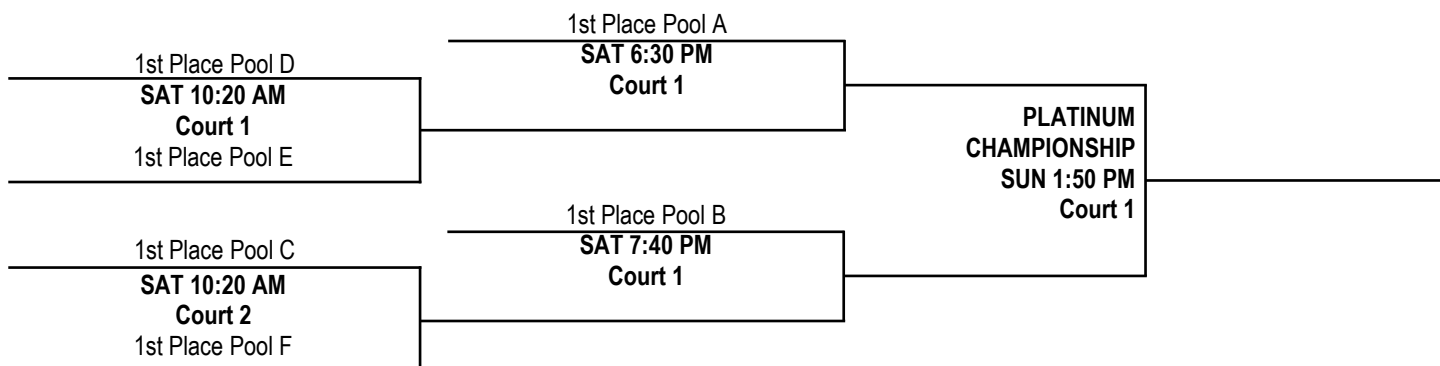 1st Place Pool A
SAT 6:30 PM
Court 1
1st Place Pool D
SAT 10:20 AM
Court 1
1st Place Pool E
PLATINUM
CHAMPIONSHIP
SUN 1:50 PM
Court 1
1st Place Pool B
SAT 7:40 PM
Court 1
1st Place Pool C
SAT 10:20 AM
Court 2
1st Place Pool F